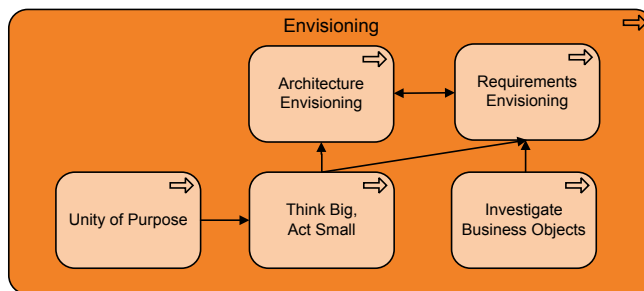 Envisioning
Architecture
Envisioning
Requirements
Envisioning
Unity of Purpose
Think Big,
Act Small
Investigate
Business Objects